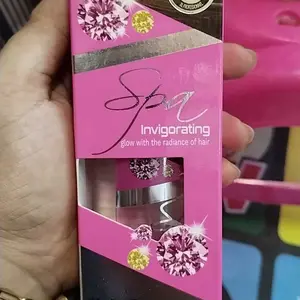 Spa
Invigorating
glow with the radiance of hair